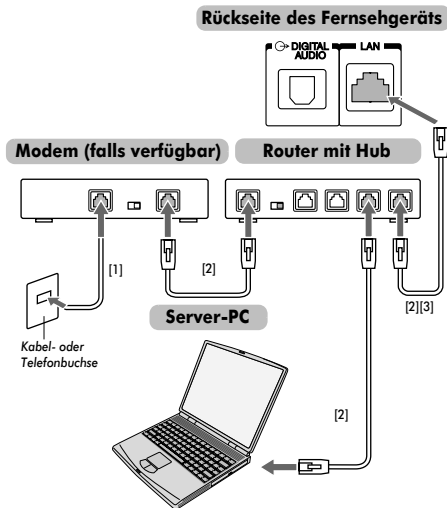 Rückseite des Fernsehgeräts
DIGITAL AUDIO
LAN
Modem (falls verfügbar)
Router mit Hub
[1]
[2]
[2][3]
Kabel- oder
Telefonbuchse
Server-PC
[2]